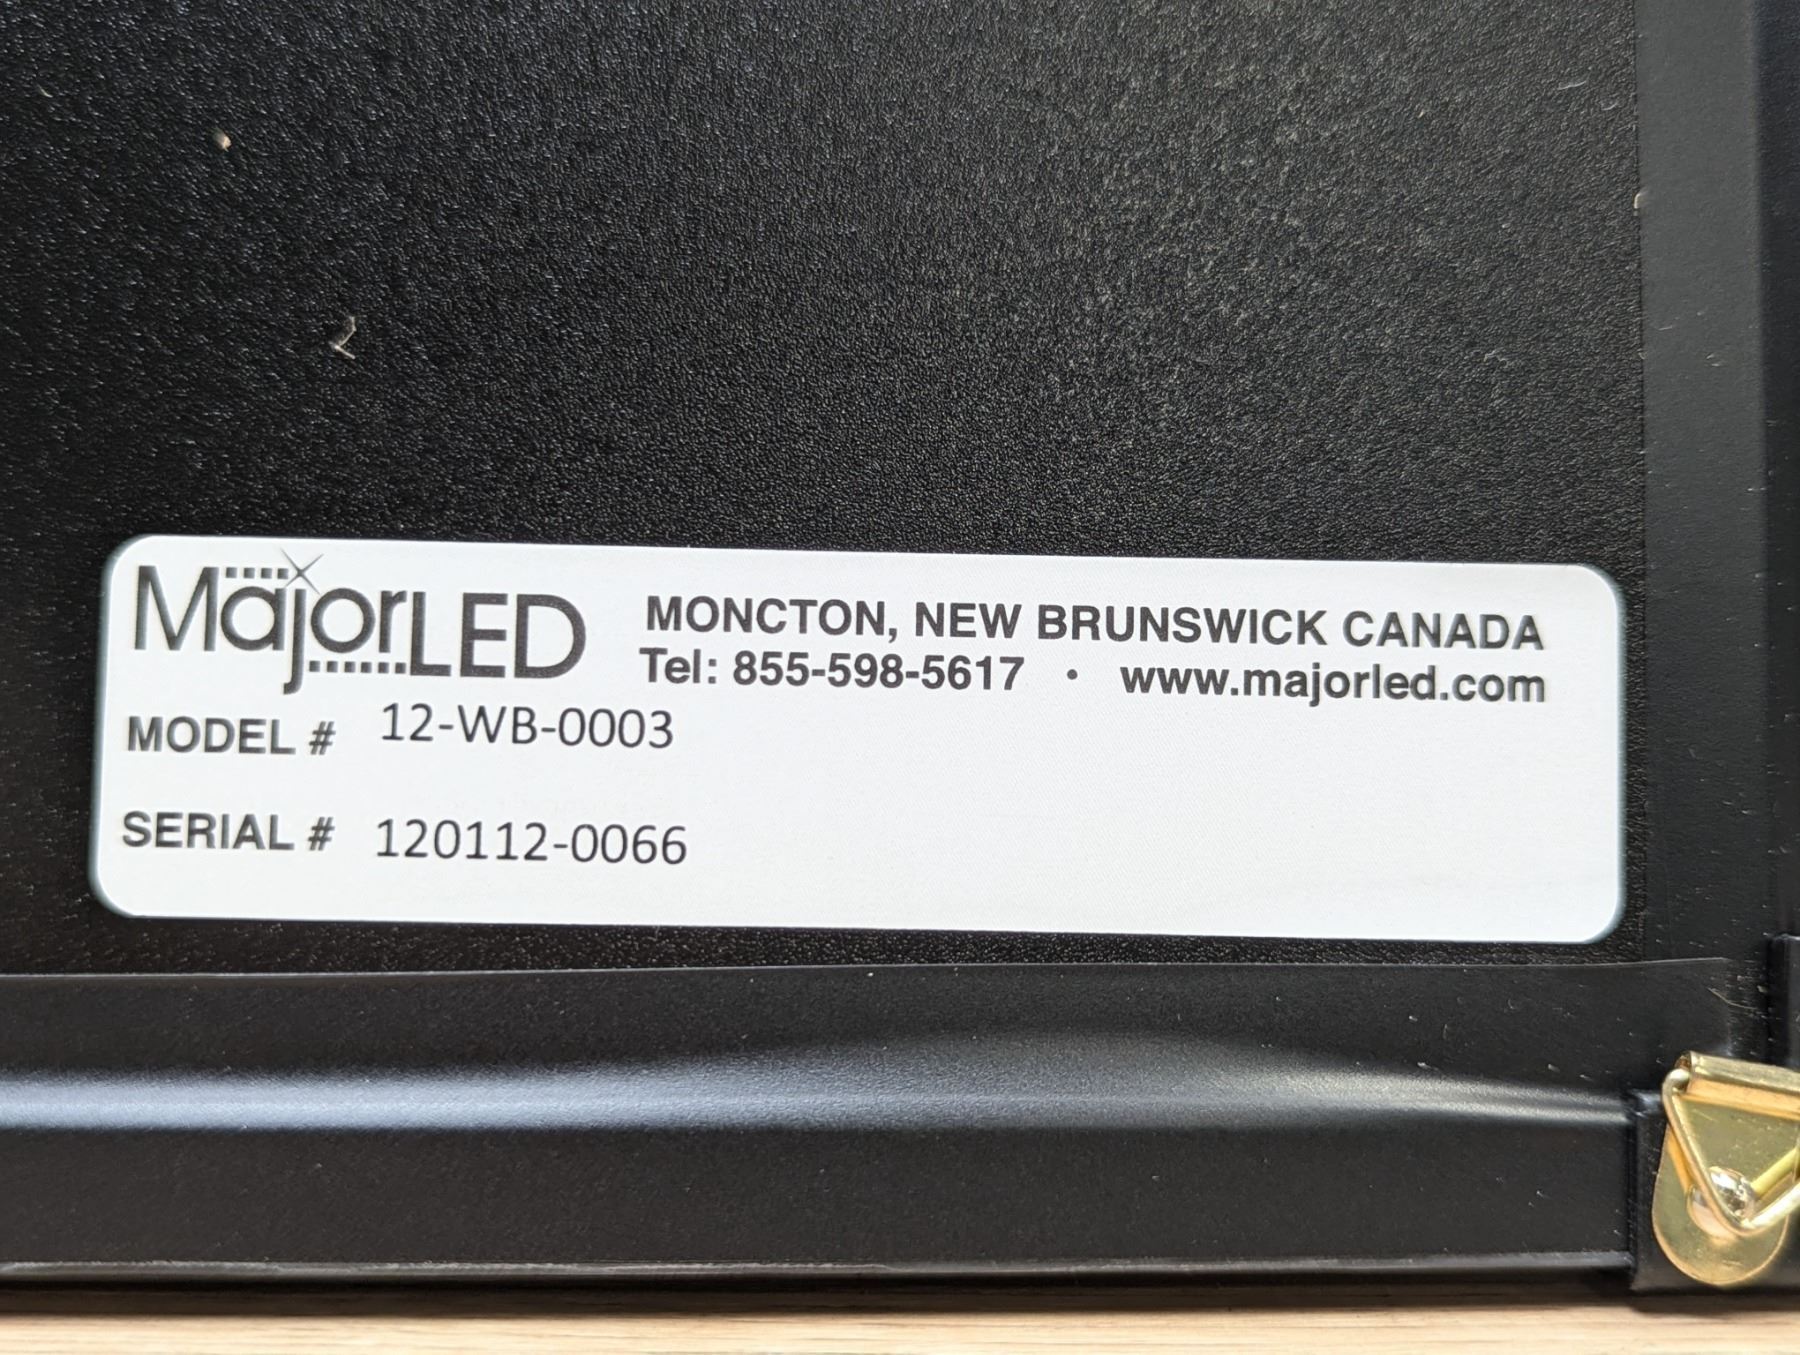 MajorLED
MONCTON, NEW BRUNSWICK CANADA
Tel: 855-598-5617 • www.majorled.com
MODEL # 12-WB-0003
SERIAL # 120112-0066